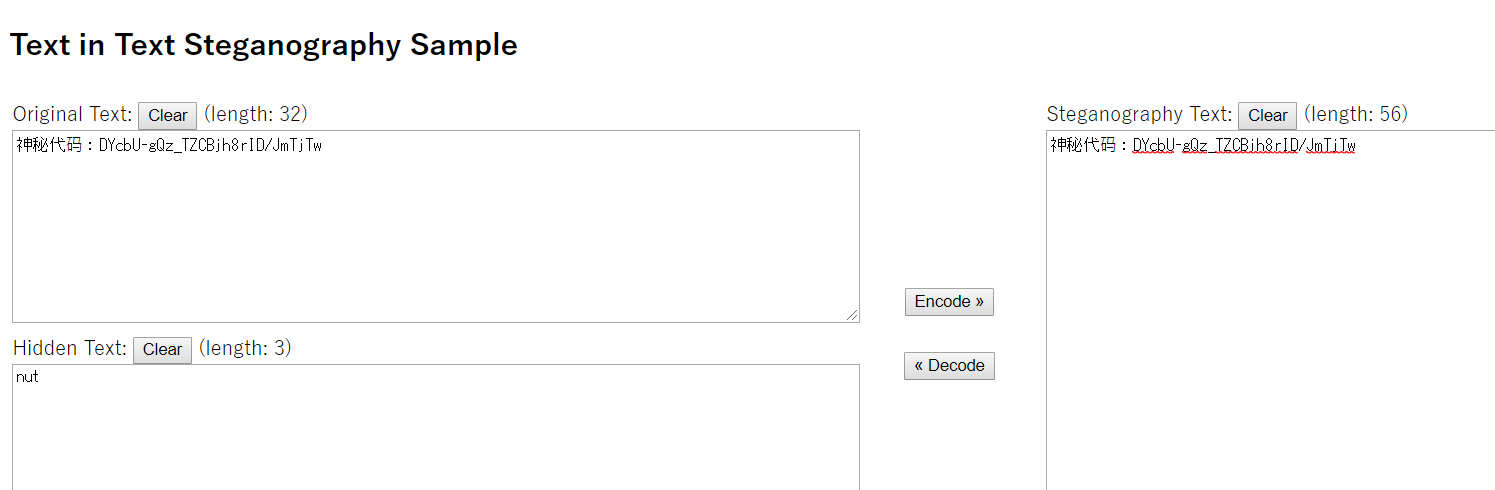 Text in Text Steganography Sample
Original Text: Clear (length: 32)
神秘代码：DYcbU-gQz_TZCBjh8rID/JmTjTw
Hidden Text: Clear (length: 3)
nut
Encode »
« Decode
Steganography Text: Clear (length: 56)
神秘代码：DYcbU-gQz_TZCBjh8rID/JmTjTw